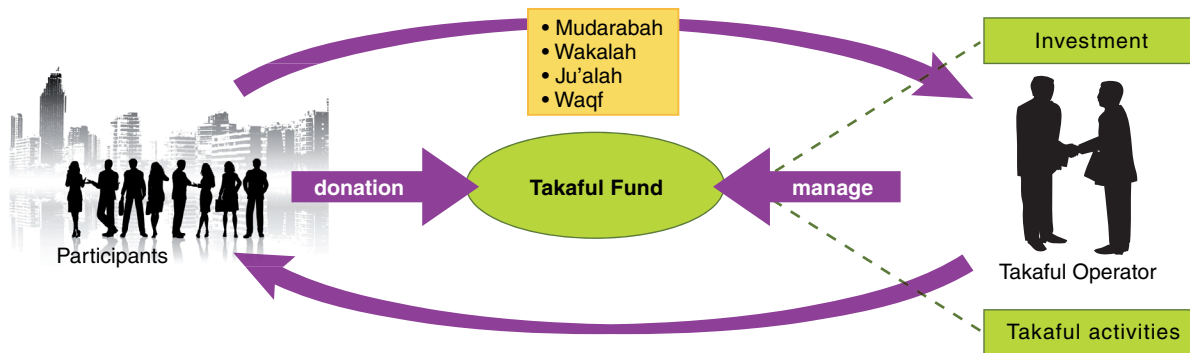 • Mudarabah
• Wakalah
• Ju’alah
• Waqf
Investment
donation
Takaful Fund
manage
Participants
Takaful Operator
Takaful activities